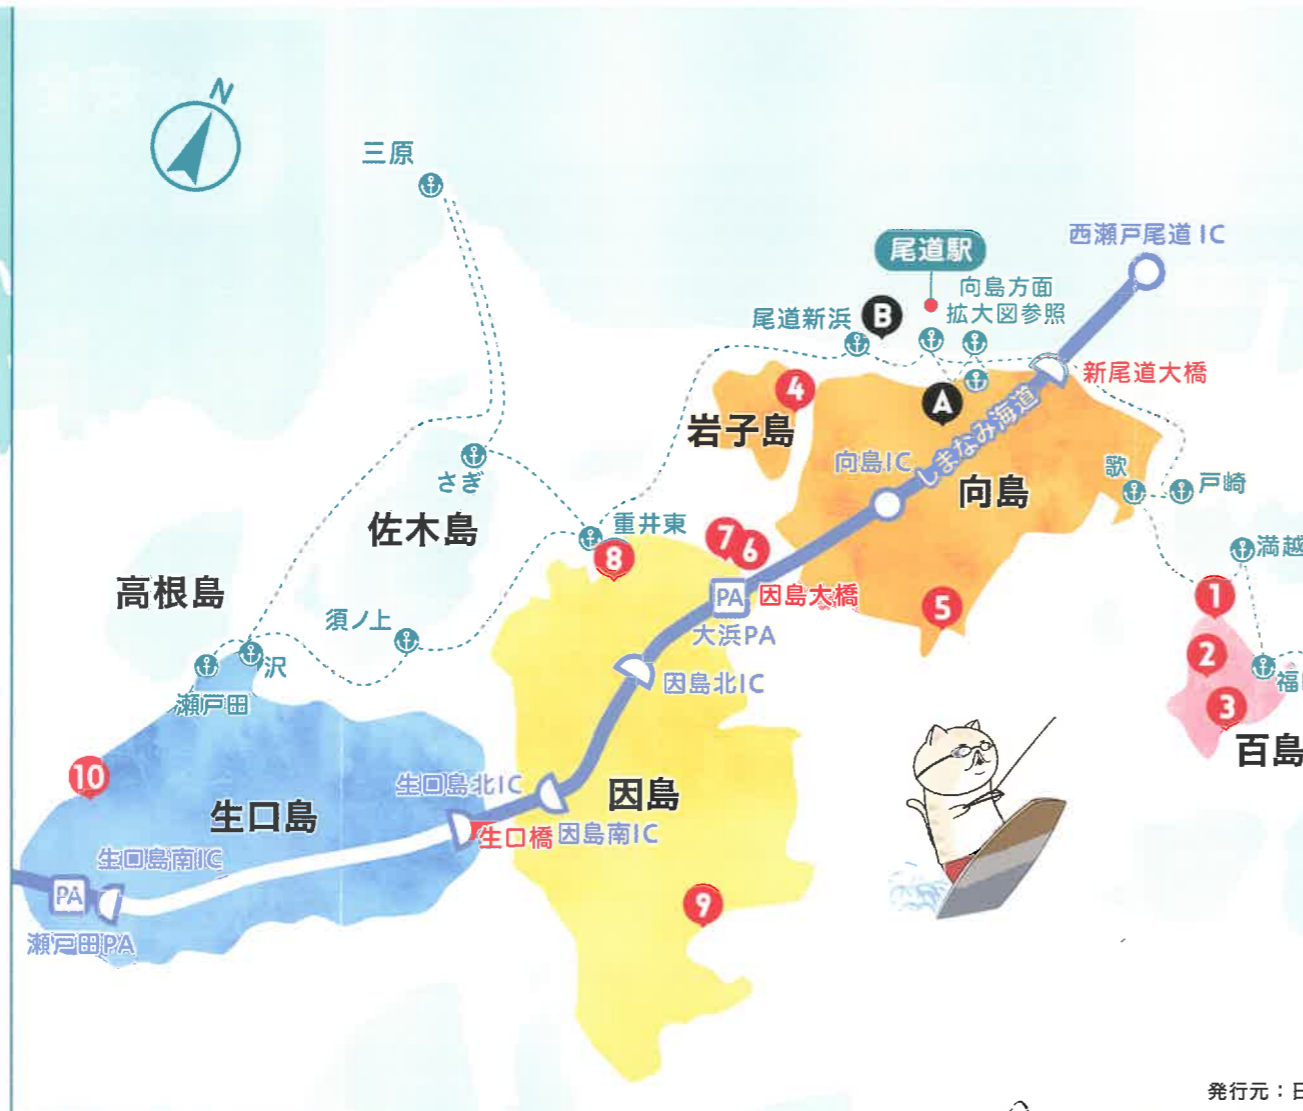 N
三原
尾道駅
西瀬戸尾道IC
向島方面
拡大図参照
尾道新浜
B
新尾道大橋
4
A
岩子島
しまなみ海道
向島IC
向島
歌
戸崎
さぎ
佐木島
重井東
7
6
8
満越
高根島
須ノ上
PA
因島大橋
大浜PA
5
1
2
3
沢
瀬戸田
因島北IC
福
百島
10
生口島北IC
因島
生口島
生口橋
因島南IC
生口島南IC
PA
瀬戸田PA
9
発行元：日